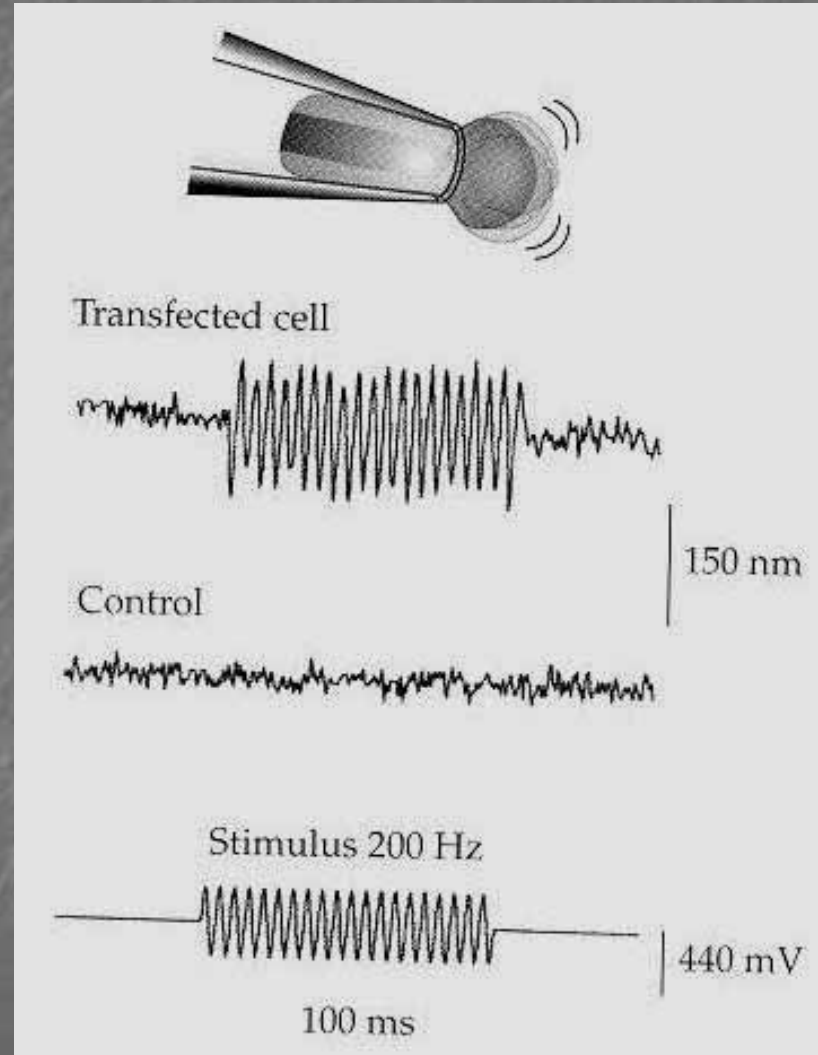 Transfected cell
150 nm
Control
Stimulus 200 Hz
440 mV
100 ms